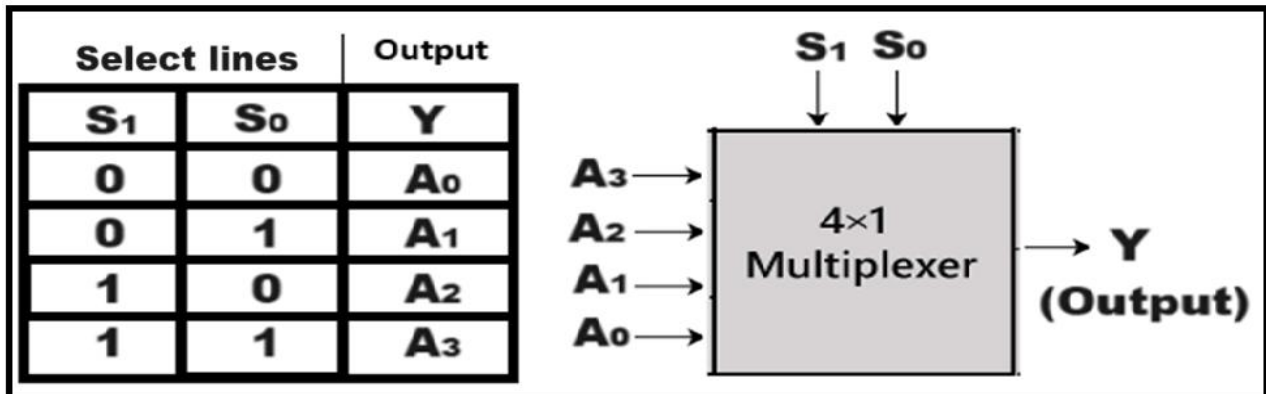 Select lines Output
S1 S0 Y
0 0 A0
0 1 A1
1 0 A2
1 1 A3
S1 S0
A3
A2
A1
A0
4×1
Multiplexer
Y
(Output)